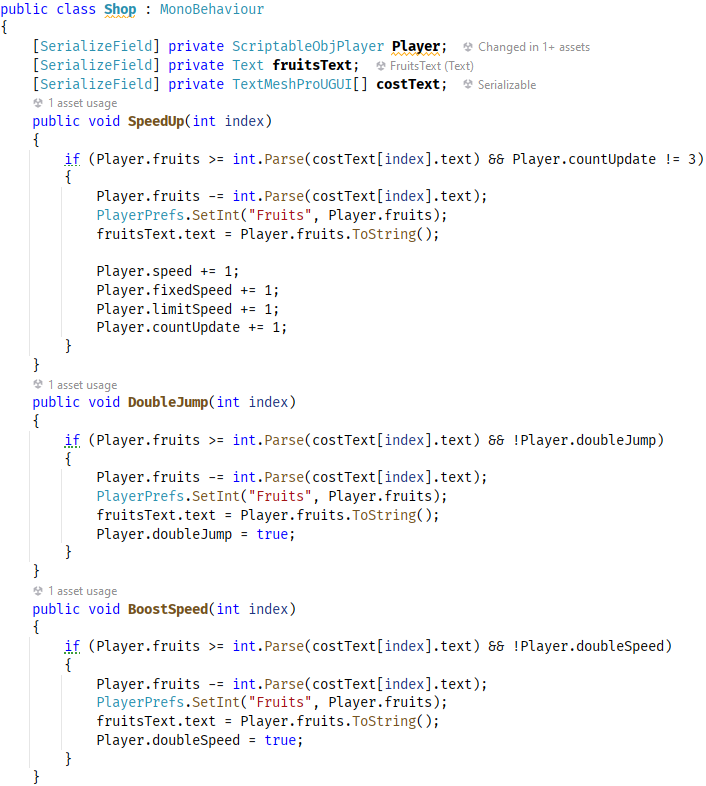 public class Shop : MonoBehaviour
{
    [SerializeField] private ScriptableObjPlayer Player;  Changed in 1+ assets
    [SerializeField] private Text fruitsText;  FruitsText (Text)
    [SerializeField] private TextMeshProUGUI[] costText;  Serializable
    1 asset usage
    public void SpeedUp(int index)
    {
        if (Player.fruits >= int.Parse(costText[index].text) && Player.countUpdate != 3)
        {
            Player.fruits -= int.Parse(costText[index].text);
            PlayerPrefs.SetInt("Fruits", Player.fruits);
            fruitsText.text = Player.fruits.ToString();

            Player.speed += 1;
            Player.fixedSpeed += 1;
            Player.limitSpeed += 1;
            Player.countUpdate += 1;
        }
    }
    1 asset usage
    public void DoubleJump(int index)
    {
        if (Player.fruits >= int.Parse(costText[index].text) && !Player.doubleJump)
        {
            Player.fruits -= int.Parse(costText[index].text);
            PlayerPrefs.SetInt("Fruits", Player.fruits);
            fruitsText.text = Player.fruits.ToString();
            Player.doubleJump = true;
        }
    }
    1 asset usage
    public void BoostSpeed(int index)
    {
        if (Player.fruits >= int.Parse(costText[index].text) && !Player.doubleSpeed)
        {
            Player.fruits -= int.Parse(costText[index].text);
            PlayerPrefs.SetInt("Fruits", Player.fruits);
            fruitsText.text = Player.fruits.ToString();
            Player.doubleSpeed = true;
        }
    }